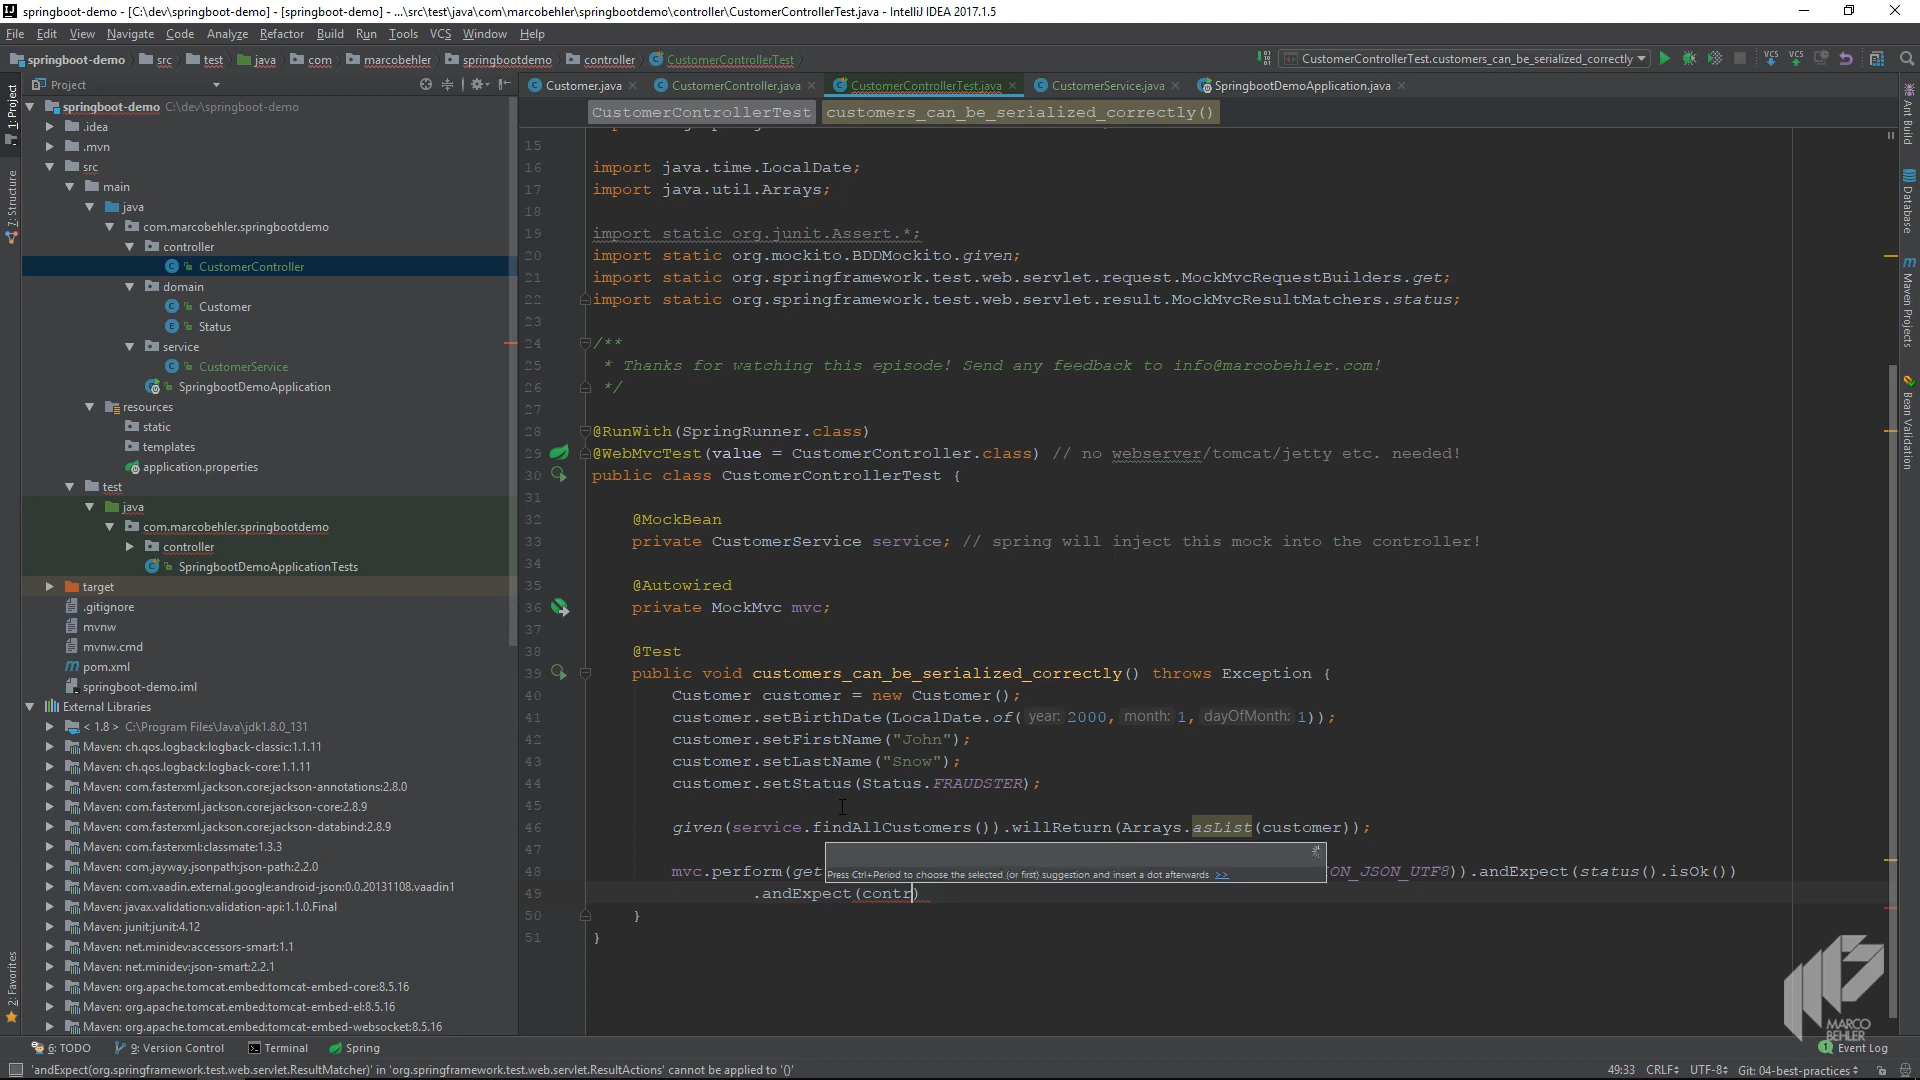 springboot-demo - [C:\dev\springboot-demo] - [springboot-demo] - ...\src\test\java\com\marcobehler\springbootdemo\controller\CustomerControllerTest.java - IntelliJ IDEA 2017.1.5
File Edit View Navigate Code Analyze Refactor Build Run Tools VCS Window Help
springboot-demo src test java com marcobehler springbootdemo controller CustomerControllerTest
CustomerControllerTest.customers_can_be_serialized_correctly
Project
Customer.java CustomerController.java CustomerControllerTest.java CustomerService.java SpringbootDemoApplication.java
CustomerControllerTest customers_can_be_serialized_correctly()
1: Project
7: Structure
2: Favorites
springboot-demo C:\dev\springboot-demo
.idea
.mvn
src
main
java
com.marcobehler.springbootdemo
controller
CustomerController
domain
Customer
Status
service
CustomerService
SpringbootDemoApplication
resources
static
templates
application.properties
test
java
com.marcobehler.springbootdemo
controller
SpringbootDemoApplicationTests
target
.gitignore
mvnw
mvnw.cmd
pom.xml
springboot-demo.iml
External Libraries
< 1.8 > C:\Program Files\Java\jdk1.8.0_131
Maven: ch.qos.logback:logback-classic:1.1.11
Maven: ch.qos.logback:logback-core:1.1.11
Maven: com.fasterxml.jackson.core:jackson-annotations:2.8.0
Maven: com.fasterxml.jackson.core:jackson-core:2.8.9
Maven: com.fasterxml.jackson.core:jackson-databind:2.8.9
Maven: com.fasterxml:classmate:1.3.3
Maven: com.jayway.jsonpath:json-path:2.2.0
Maven: com.vaadin.external.google:android-json:0.0.20131108.vaadin1
Maven: javax.validation:validation-api:1.1.0.Final
Maven: junit:junit:4.12
Maven: net.minidev:accessors-smart:1.1
Maven: net.minidev:json-smart:2.2.1
Maven: org.apache.tomcat.embed:tomcat-embed-core:8.5.16
Maven: org.apache.tomcat.embed:tomcat-embed-el:8.5.16
Maven: org.apache.tomcat.embed:tomcat-embed-websocket:8.5.16
15
16 import java.time.LocalDate;
17 import java.util.Arrays;
18
19 import static org.junit.Assert.*;
20 import static org.mockito.BDDMockito.given;
21 import static org.springframework.test.web.servlet.request.MockMvcRequestBuilders.get;
22 import static org.springframework.test.web.servlet.result.MockMvcResultMatchers.status;
23
24 /**
25 * Thanks for watching this episode! Send any feedback to info@marcobehler.com!
26 */
27
28 @RunWith(SpringRunner.class)
29 @WebMvcTest(value = CustomerController.class) // no webserver/tomcat/jetty etc. needed!
30 public class CustomerControllerTest {
31
32 @MockBean
33 private CustomerService service; // spring will inject this mock into the controller!
34
35 @Autowired
36 private MockMvc mvc;
37
38 @Test
39 public void customers_can_be_serialized_correctly() throws Exception {
40 Customer customer = new Customer();
41 customer.setBirthDate(LocalDate.of( year: 2000, month: 1, dayOfMonth: 1));
42 customer.setFirstName("John");
43 customer.setLastName("Snow");
44 customer.setStatus(Status.FRAUDSTER);
45
46 given(service.findAllCustomers()).willReturn(Arrays.asList(customer));
47
Press Ctrl+Period to choose the selected (or first) suggestion and insert a dot afterwards >>
48 mvc.perform(get ON_JSON_UTF8)).andExpect(status().isOk())
49 .andExpect(contr)
50 }
51 }
Ant Build
Database
Maven Projects
Bean Validation
MARCO
BEHLER
6: TODO 9: Version Control Terminal Spring 1 Event Log
'andExpect(org.springframework.test.web.servlet.ResultMatcher)' in 'org.springframework.test.web.servlet.ResultActions' cannot be applied to '()' 49:33 CRLF UTF-8 Git: 04-best-practices